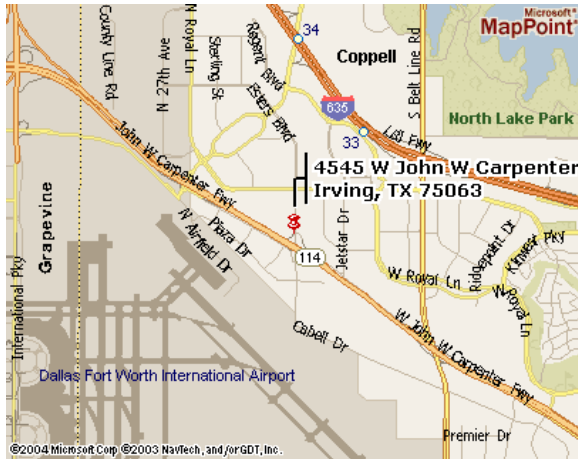 Microsoft®
MapPoint®
34
Coppell
County Line Rd
N 27th Ave
N Royal Ln
Sterling St
Regent Blvd
Esters Blvd
S Belt Line Rd
635
North Lake Park
33
LBJ Fwy
John W Carpenter Fwy
4545 W John W Carpenter
Irving, TX 75063
Grapevine
N Airfield Dr
Plaza Dr
Jetstar Dr
Ridgepoint Dr
Kinwest Pky
114
W Royal Ln
W Royal Ln
International Pky
Cabell Dr
W John W Carpenter Fwy
Dallas Fort Worth International Airport
Premier Dr
©2004 Microsoft Corp ©2003 NavTech, and/or GDT, Inc.